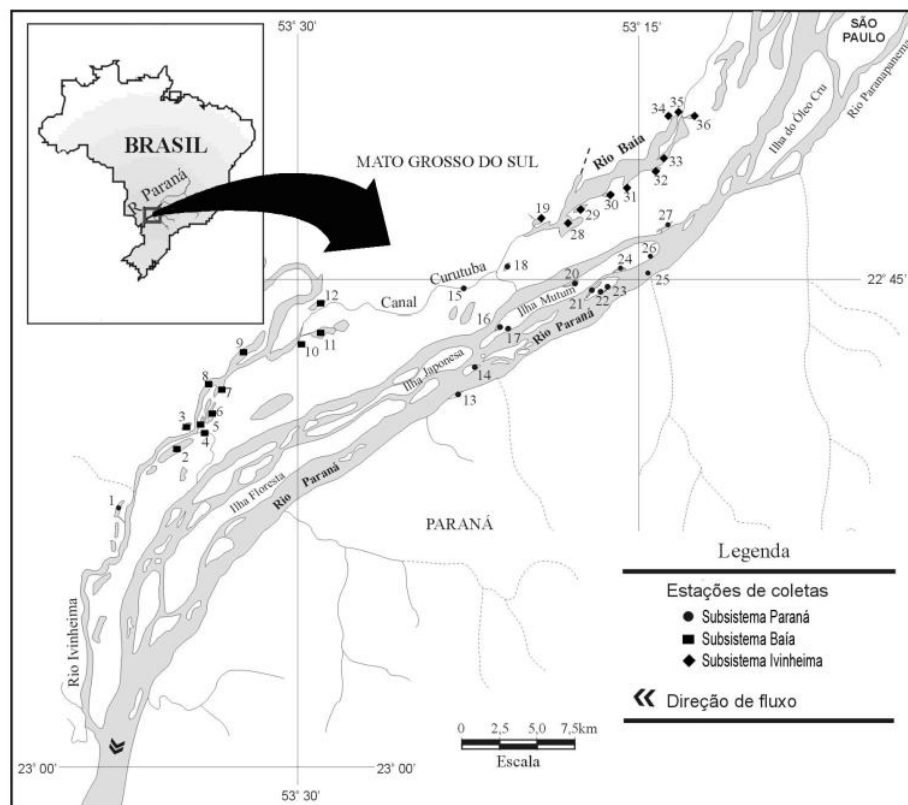 53° 30'
53° 15'
SÃO
PAULO
Rio Paranapanema
Ilha do Óleo Cru
BRASIL
R. Paraná
MATO GROSSO DO SUL
Rio Baía
34
35
36
33
32
31
30
29
28
19
27
26
25
24
23
22
21
20
18
22° 45'
Curutuba
Canal
15
12
11
10
9
8
7
6
5
4
3
2
1
16
17
14
13
Ilha Mutum
Rio Paraná
Ilha Japonesa
Ilha Floresta
Rio Paraná
PARANÁ
Rio Ivinheima
Legenda
Estações de coletas
Subsistema Paraná
Subsistema Baía
Subsistema Ivinheima
Direção de fluxo
0 2,5 5,0 7,5km
Escala
23° 00'
23° 00'
53° 30'